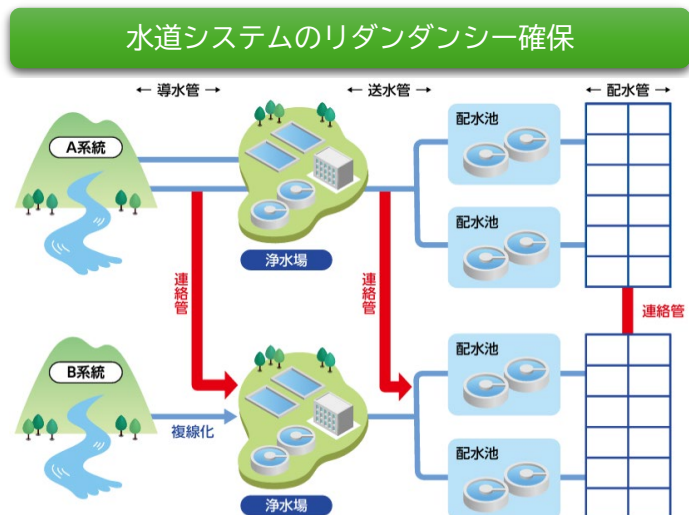 水道システムのリダンダンシー確保
← 導水管 →
← 送水管 →
← 配水管 →
A系統
浄水場
配水池
配水池
連絡管
連絡管
連絡管
B系統
複線化
浄水場
配水池
配水池